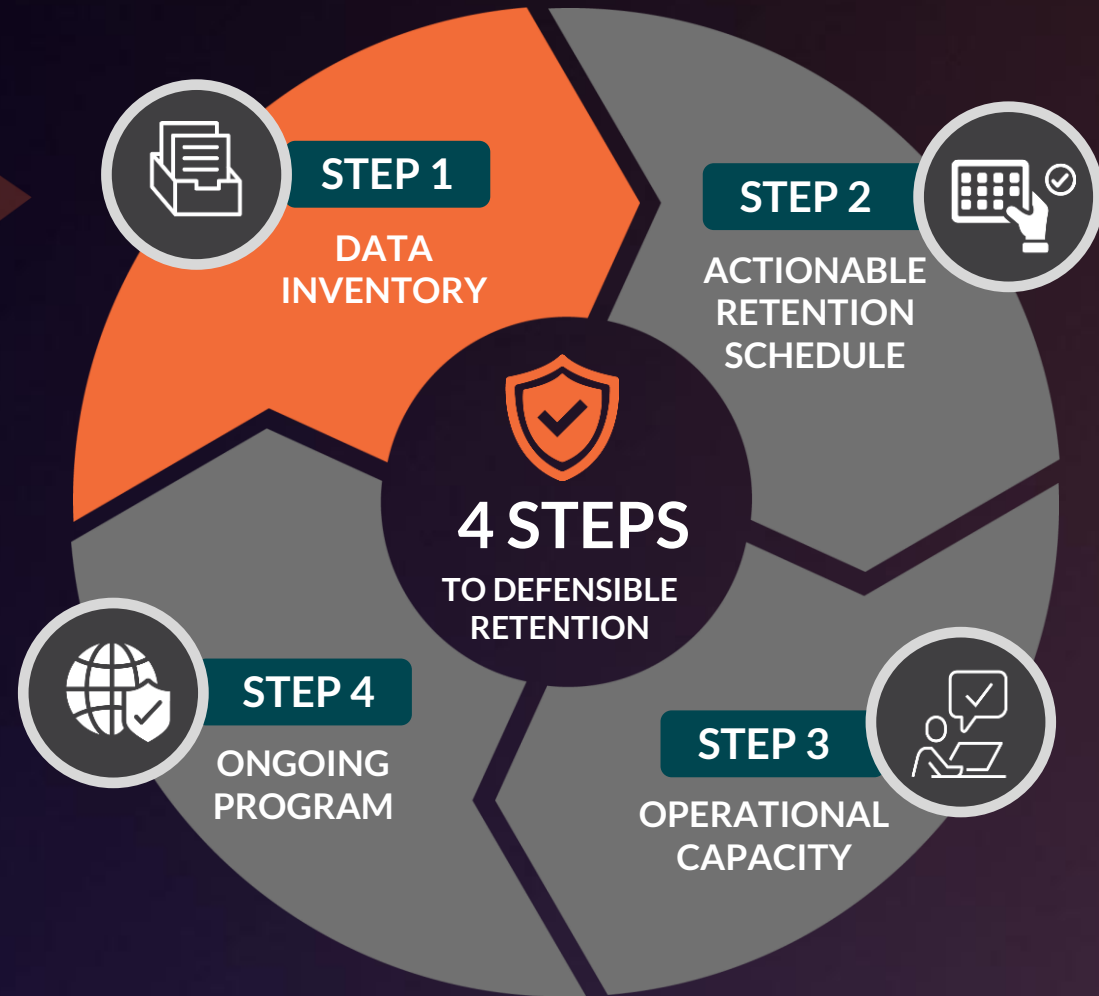 STEP 1
DATA
INVENTORY
STEP 2
ACTIONABLE
RETENTION
SCHEDULE
4 STEPS
TO DEFENSIBLE
RETENTION
STEP 3
OPERATIONAL
CAPACITY
STEP 4
ONGOING
PROGRAM